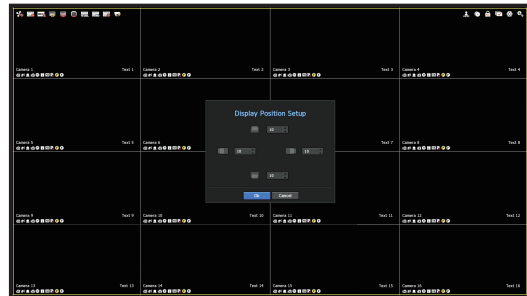 Camera 1 Text 1 Camera 2 Text 2 Camera 3 Text 3 Camera 4 Text 4
Display Position Setup
10
Camera 5 Text 5 Camera 6 Text 7 Camera 8 Text 8
10 10
10
Ok Cancel
Camera 9 Text 9 Camera 10 Text 10 Camera 11 Text 11 Camera 12 Text 12
Camera 13 Text 13 Camera 14 Text 14 Camera 15 Text 15 Camera 16 Text 16